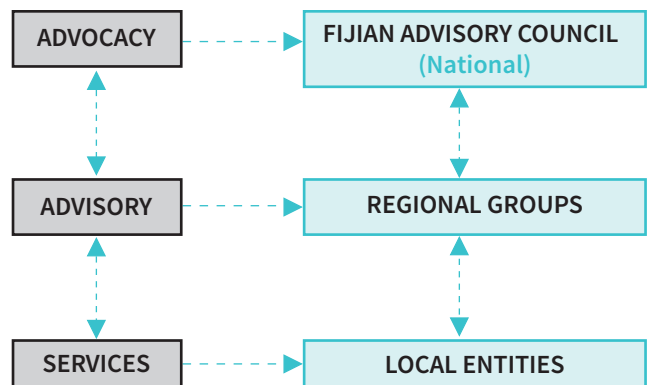 ADVOCACY
FIJIAN ADVISORY COUNCIL
(National)
ADVISORY
REGIONAL GROUPS
SERVICES
LOCAL ENTITIES